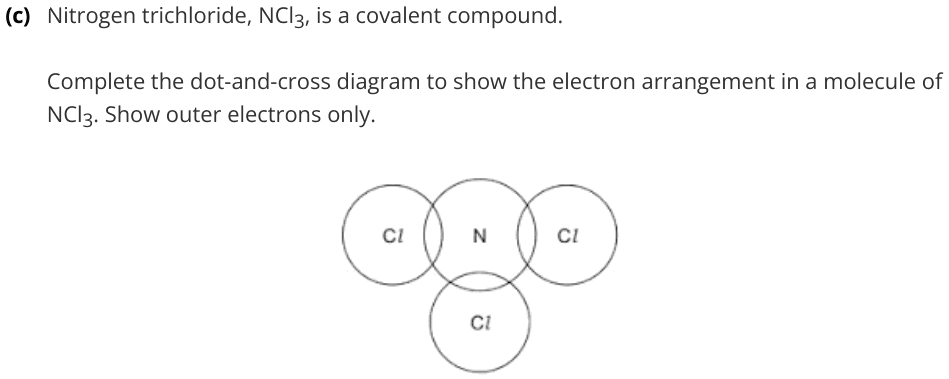 (c) Nitrogen trichloride, NCl3, is a covalent compound.
Complete the dot-and-cross diagram to show the electron arrangement in a molecule of
NCl3. Show outer electrons only.
Cl N Cl
Cl